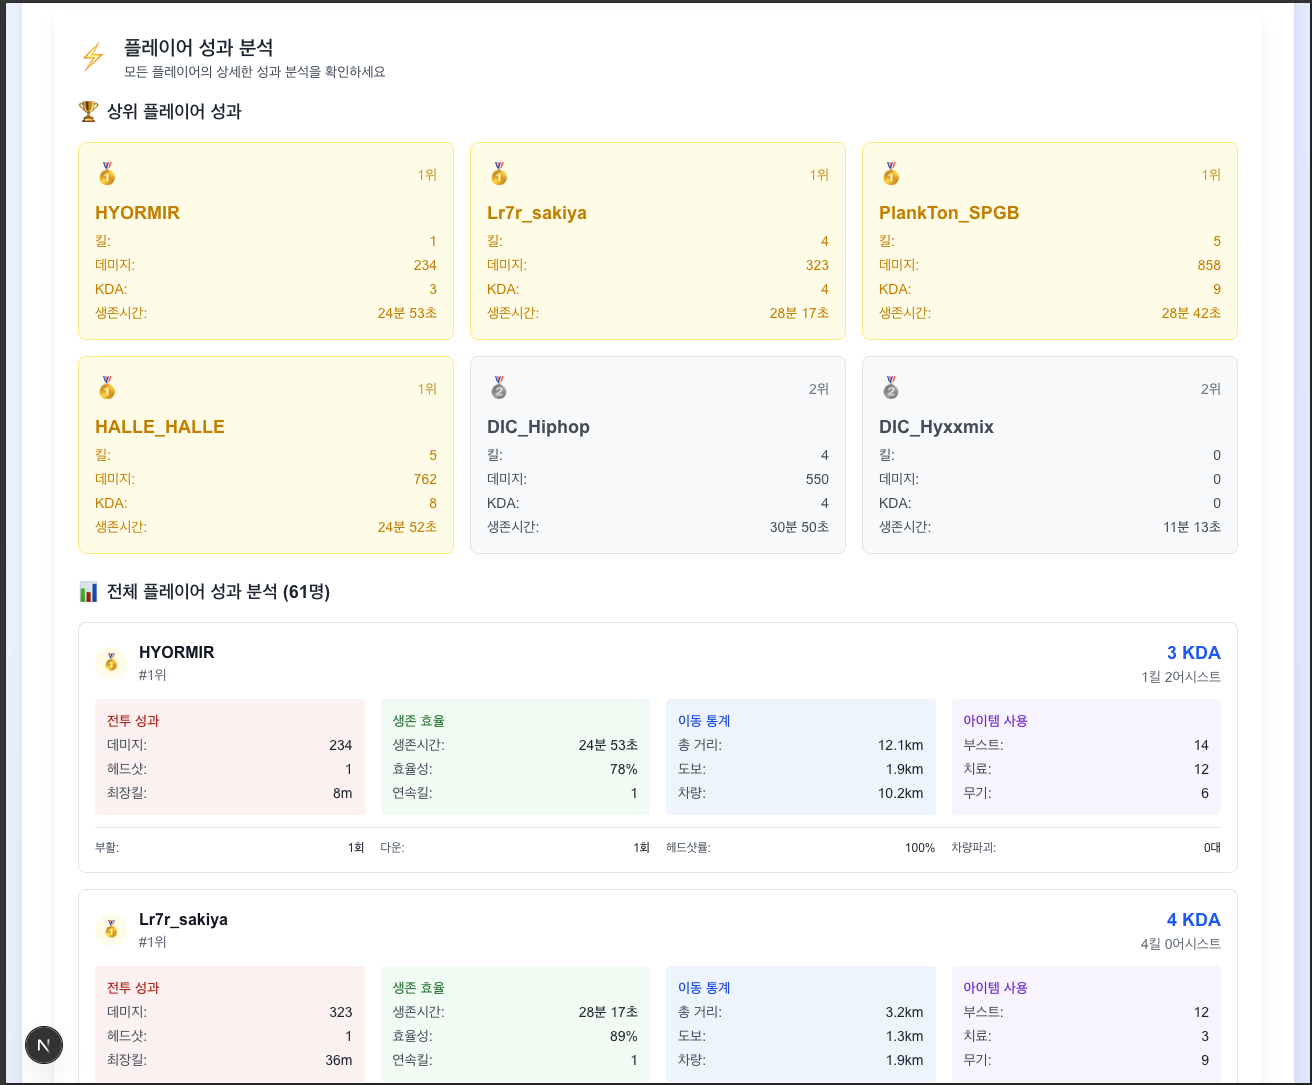 플레이어 성과 분석
모든 플레이어의 상세한 성과 분석을 확인하세요
상위 플레이어 성과
1위
HYORMIR
킬: 1
데미지: 234
KDA: 3
생존시간: 24분 53초
1위
Lr7r_sakiya
킬: 4
데미지: 323
KDA: 4
생존시간: 28분 17초
1위
PlankTon_SPGB
킬: 5
데미지: 858
KDA: 9
생존시간: 28분 42초
1위
HALLE_HALLE
킬: 5
데미지: 762
KDA: 8
생존시간: 24분 52초
2위
DIC_Hiphop
킬: 4
데미지: 550
KDA: 4
생존시간: 30분 50초
2위
DIC_Hyxxmix
킬: 0
데미지: 0
KDA: 0
생존시간: 11분 13초
전체 플레이어 성과 분석 (61명)
HYORMIR
#1위
3 KDA
1킬 2어시스트
전투 성과
데미지: 234
헤드샷: 1
최장킬: 8m
생존 효율
생존시간: 24분 53초
효율성: 78%
연속킬: 1
이동 통계
총 거리: 12.1km
도보: 1.9km
차량: 10.2km
아이템 사용
부스트: 14
치료: 12
무기: 6
부활: 1회 다운: 1회 헤드샷률: 100% 차량파괴: 0대
Lr7r_sakiya
#1위
4 KDA
4킬 0어시스트
전투 성과
데미지: 323
헤드샷: 1
최장킬: 36m
생존 효율
생존시간: 28분 17초
효율성: 89%
연속킬: 1
이동 통계
총 거리: 3.2km
도보: 1.3km
차량: 1.9km
아이템 사용
부스트: 12
치료: 3
무기: 9
N